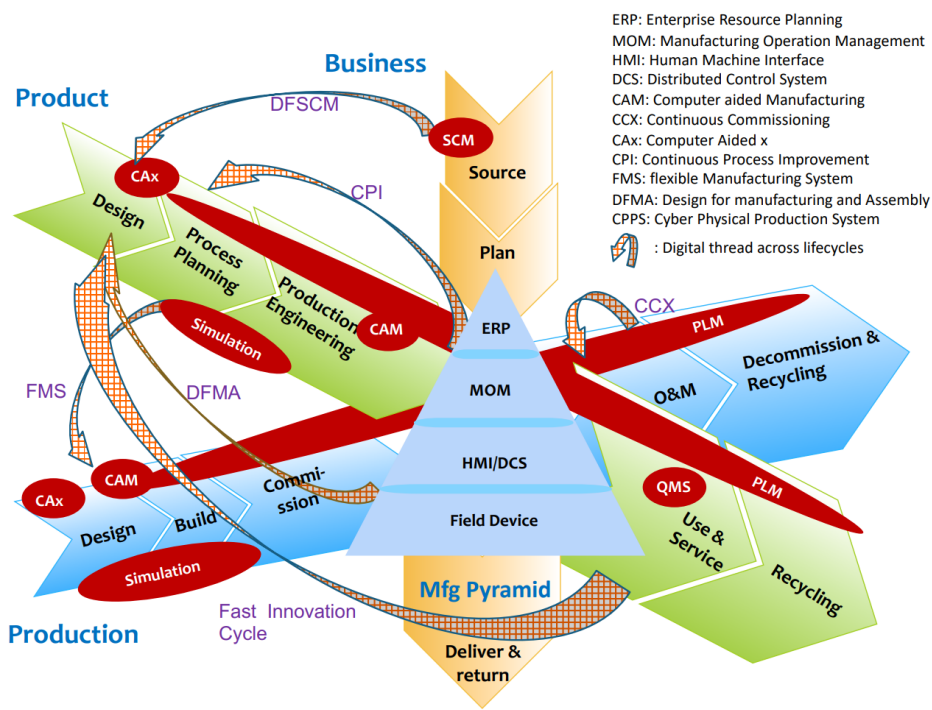 ERP: Enterprise Resource Planning
MOM: Manufacturing Operation Management
HMI: Human Machine Interface
DCS: Distributed Control System
CAM: Computer aided Manufacturing
CCX: Continuous Commissioning
CAx: Computer Aided x
CPI: Continuous Process Improvement
FMS: flexible Manufacturing System
DFMA: Design for manufacturing and Assembly
CPPS: Cyber Physical Production System
: Digital thread across lifecycles
Business
Product
DFSCM
SCM
Source
CAx
CPI
Design
Process
Planning
Plan
Production
Engineering
CAM
Simulation
ERP
CCX
PLM
Decommission &
Recycling
MOM
O&M
FMS
DFMA
HMI/DCS
QMS
PLM
CAx
CAM
Commi-
ssion
Design
Build
Field Device
Use &
Service
Simulation
Recycling
Mfg Pyramid
Fast Innovation
Cycle
Production
Deliver &
return